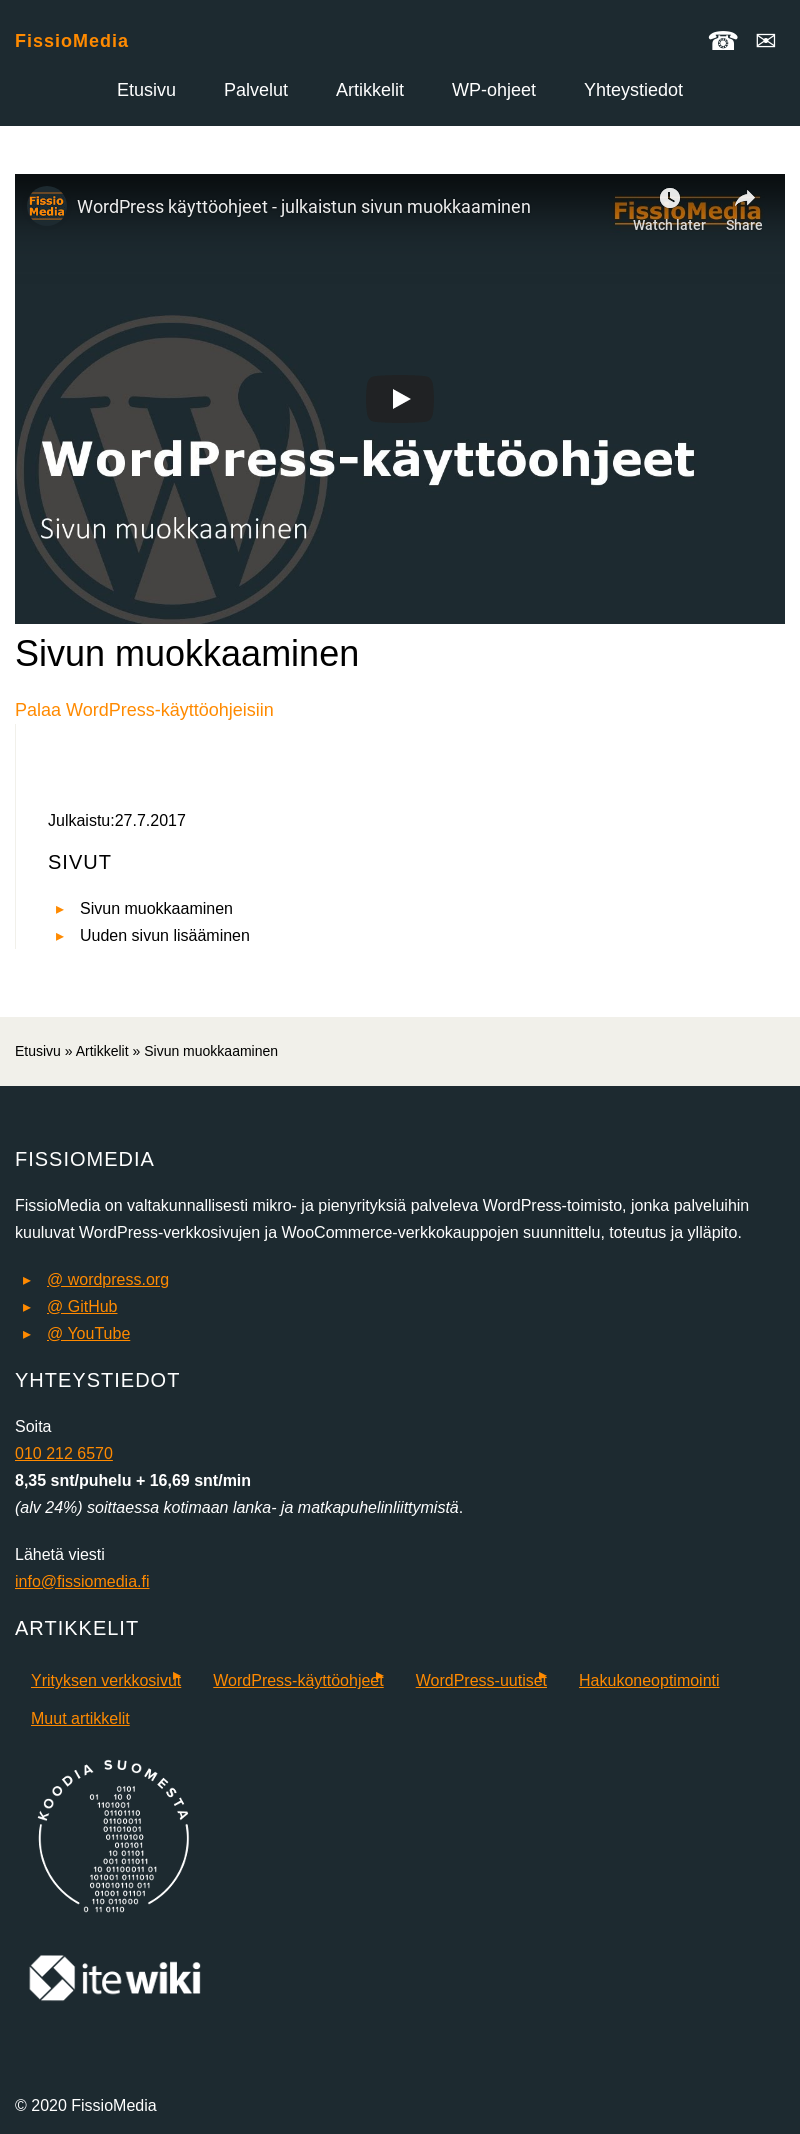 FissioMedia
☎ ✉
Etusivu Palvelut Artikkelit WP-ohjeet Yhteystiedot
Fissio
Media
WordPress käyttöohjeet - julkaistun sivun muokkaaminen
FissioMedia
Watch later Share
WordPress-käyttöohjeet
Sivun muokkaaminen
Sivun muokkaaminen
Palaa WordPress-käyttöohjeisiin
Julkaistu:27.7.2017
SIVUT
Sivun muokkaaminen
Uuden sivun lisääminen
Etusivu » Artikkelit » Sivun muokkaaminen
FISSIOMEDIA
FissioMedia on valtakunnallisesti mikro- ja pienyrityksiä palveleva WordPress-toimisto, jonka palveluihin
kuuluvat WordPress-verkkosivujen ja WooCommerce-verkkokauppojen suunnittelu, toteutus ja ylläpito.
@ wordpress.org
@ GitHub
@ YouTube
YHTEYSTIEDOT
Soita
010 212 6570
8,35 snt/puhelu + 16,69 snt/min
(alv 24%) soittaessa kotimaan lanka- ja matkapuhelinliittymistä.
Lähetä viesti
info@fissiomedia.fi
ARTIKKELIT
Yrityksen verkkosivut WordPress-käyttöohjeet WordPress-uutiset Hakukoneoptimointi
Muut artikkelit
KOODIA SUOMESTA
0101
01 10 0
1101001
01101110
01100011
01101001
01110100
010101
10 01101
001 011011
10 01100011 01
101001 0111010
00101011 0 011
01001 01101
110 011000
0 11 0110
itewiki
© 2020 FissioMedia